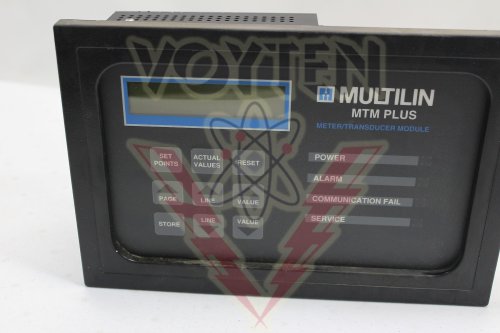 VOYTEN
MULTILIN
MTM PLUS
METER/TRANSDUCER MODULE
SET POINTS
ACTUAL VALUES
RESET
POWER
ALARM
PAGE
LINE
VALUE
COMMUNICATION FAIL
STORE
LINE
VALUE
SERVICE